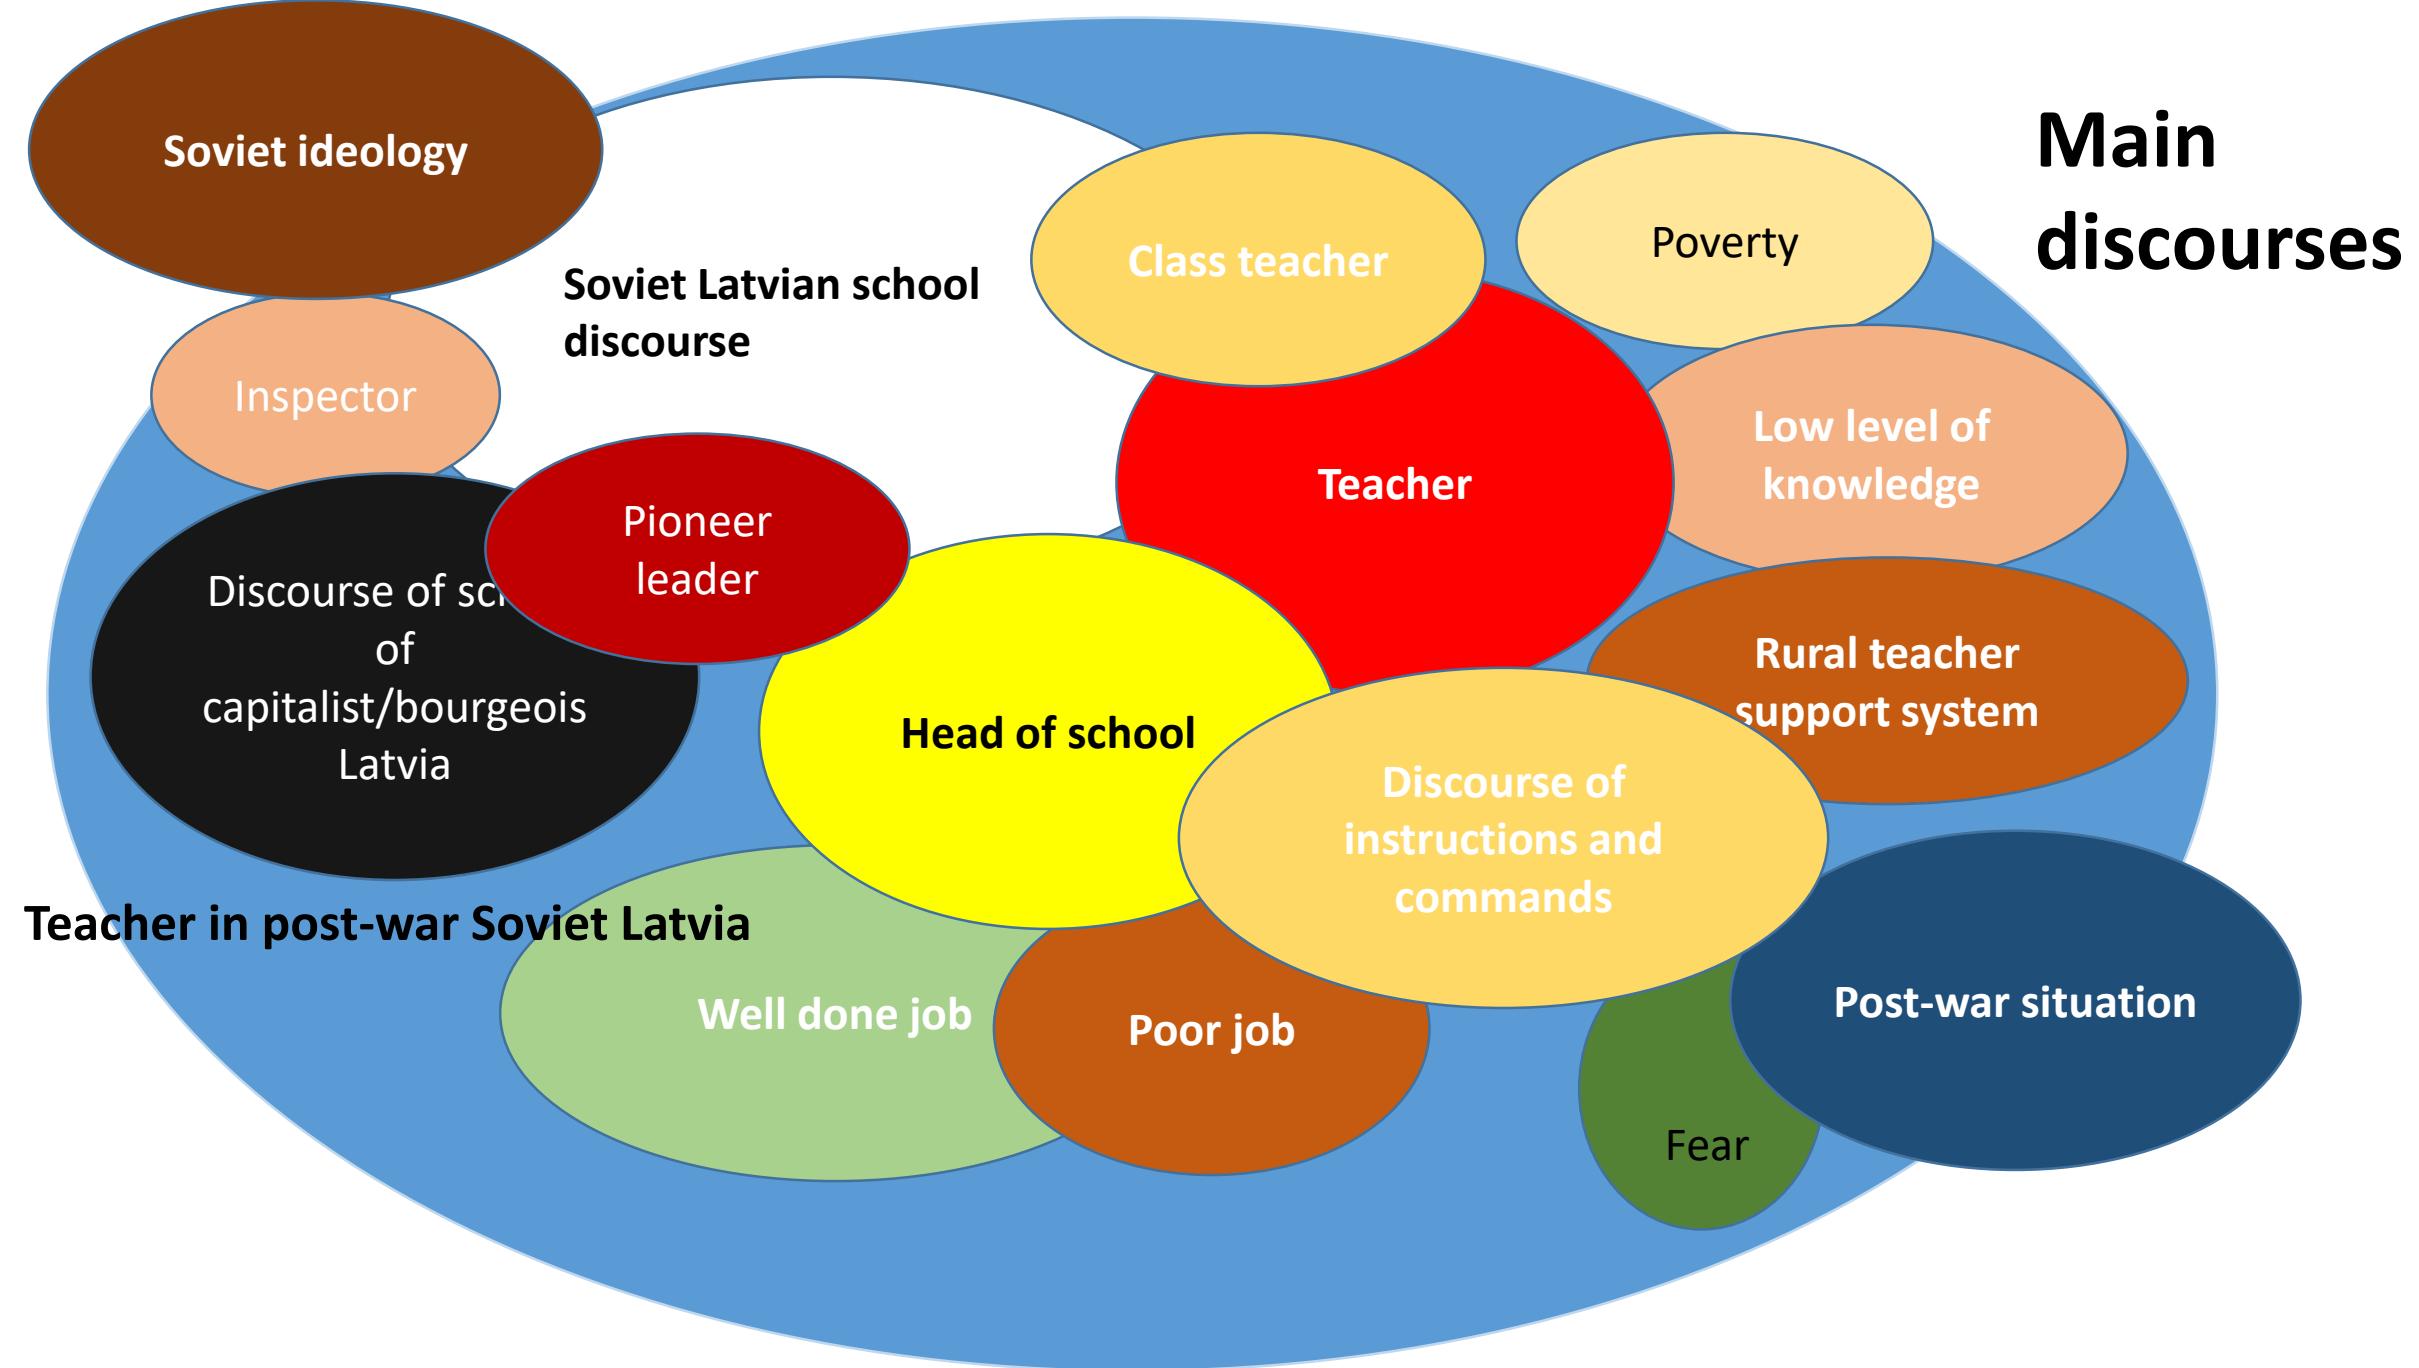 Main
discourses
Soviet ideology
Soviet Latvian school
discourse
Class teacher
Poverty
Inspector
Low level of
knowledge
Teacher
Pioneer
leader
Discourse of
of
capitalist/bourgeois
Latvia
Head of school
Rural teacher
support system
Discourse of
instructions and
commands
Teacher in post-war Soviet Latvia
Well done job
Poor job
Post-war situation
Fear